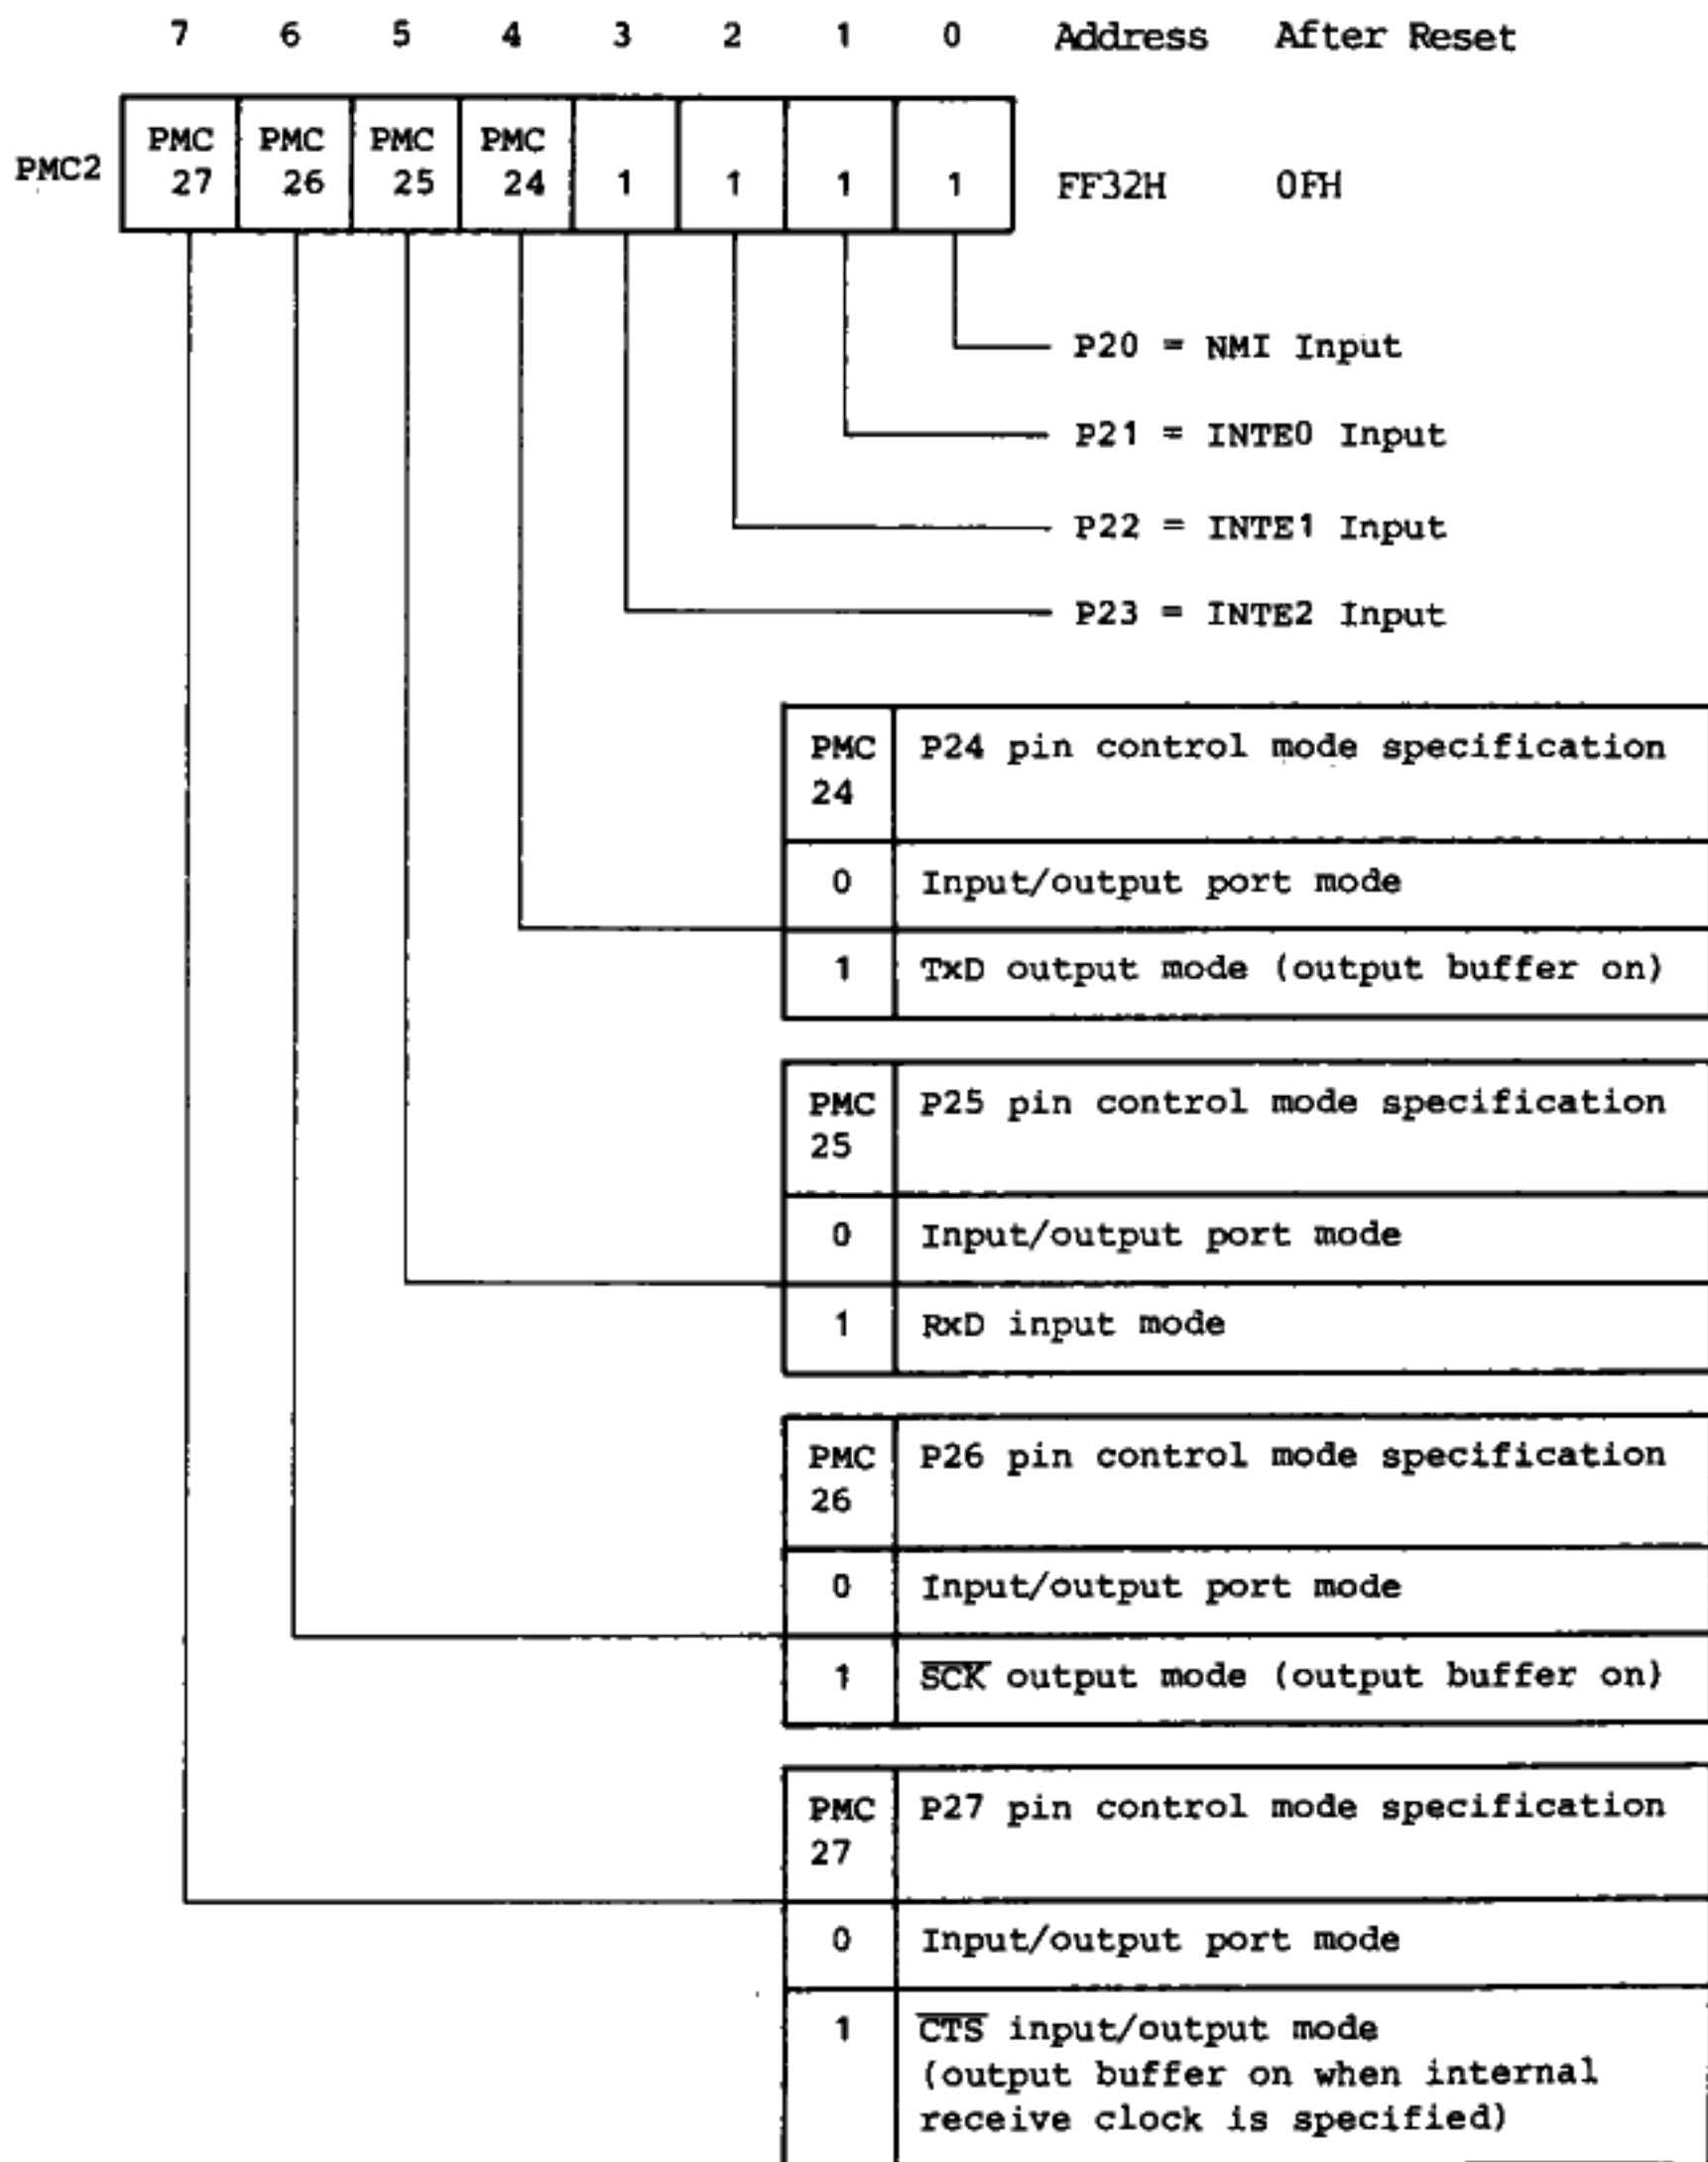 7 6 5 4 3 2 1 0 Address After Reset
PMC2 PMC 27 PMC 26 PMC 25 PMC 24 1 1 1 1 FF32H 0FH
P20 = NMI Input
P21 = INTE0 Input
P22 = INTE1 Input
P23 = INTE2 Input
PMC 24 P24 pin control mode specification
0 Input/output port mode
1 TxD output mode (output buffer on)
PMC 25 P25 pin control mode specification
0 Input/output port mode
1 RxD input mode
PMC 26 P26 pin control mode specification
0 Input/output port mode
1 S̅C̅K̅ output mode (output buffer on)
PMC 27 P27 pin control mode specification
0 Input/output port mode
1 C̅T̅S̅ input/output mode
(output buffer on when internal
receive clock is specified)